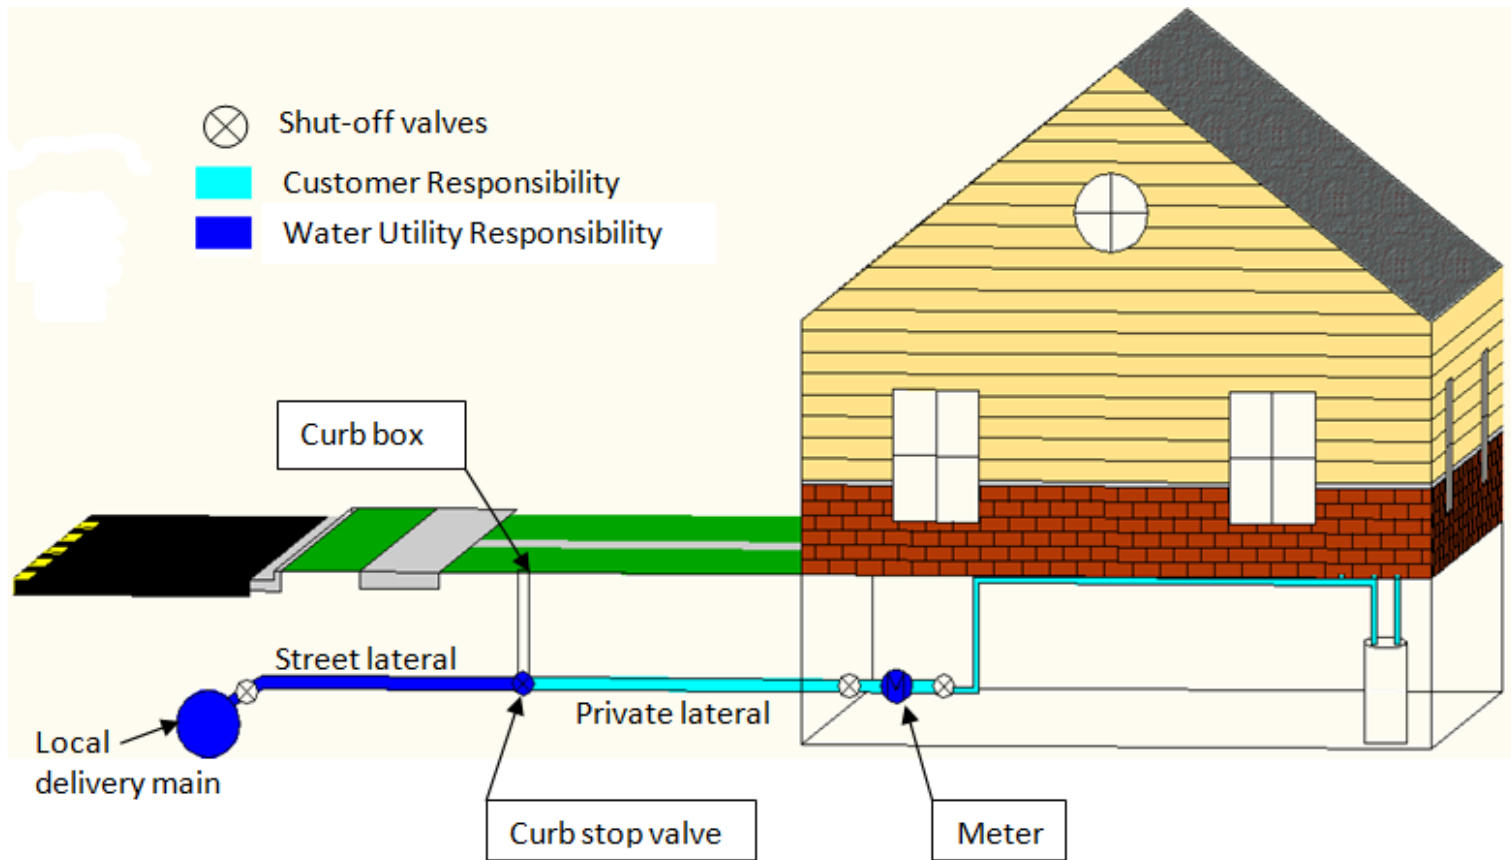 Shut-off valves
Customer Responsibility
Water Utility Responsibility
Curb box
Street lateral
Private lateral
Local
delivery main
Curb stop valve
Meter
M